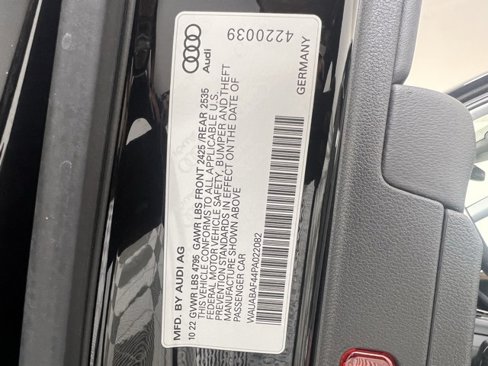 Audi
4220039
GERMANY
MFD. BY AUDI AG
10 22 GVWR LBS 4795 GAWR LBS FRONT 2425 /REAR 2535
THIS VEHICLE CONFORMS TO ALL APPLICABLE U.S.
FEDERAL MOTOR VEHICLE SAFETY, BUMPER AND THEFT
PREVENTION STANDARDS IN EFFECT ON THE DATE OF
MANUFACTURE SHOWN ABOVE
PASSENGER CAR
WAUABAF44PA022082